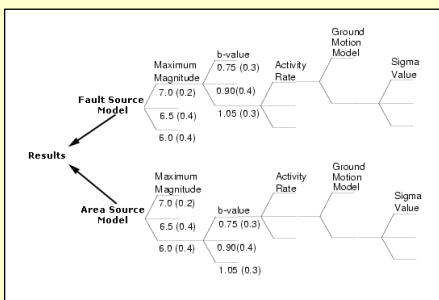 Ground
Motion
Model
Maximum
Magnitude
b-value
Activity
Rate
Sigma
Value
0.75 (0.3)
7.0 (0.2)
0.90(0.4)
Fault Source
Model
6.5 (0.4)
1.05 (0.3)
6.0 (0.4)
Results
Maximum
Magnitude
Activity
Rate
Ground
Motion
Model
7.0 (0.2)
b-value
Sigma
Value
Area Source
Model
6.5 (0.4)
0.75 (0.3)
6.0 (0.4)
0.90(0.4)
1.05 (0.3)